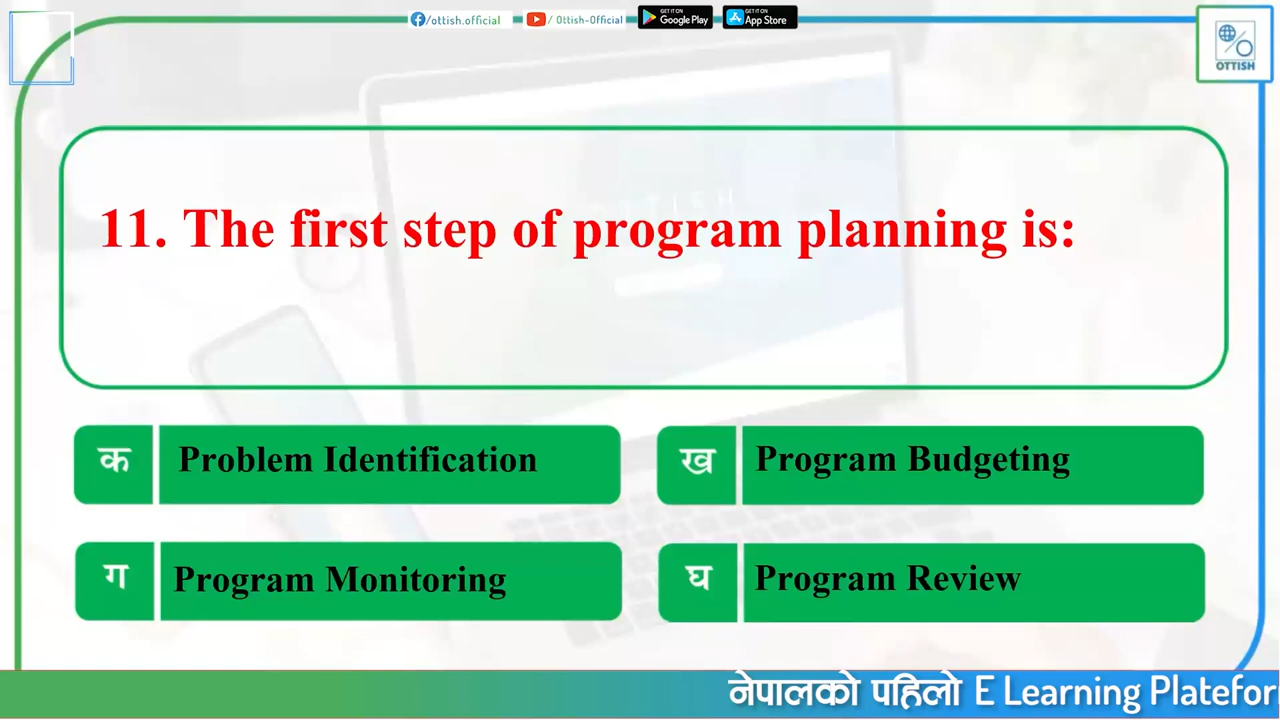 /ottish.official
/ Ottish-Official
GET IT ON
Google Play
GET IT ON
App Store
OTTISH
11. The first step of program planning is:
क Problem Identification
ख Program Budgeting
ग Program Monitoring
घ Program Review
नेपालको पहिलो E Learning Platefor